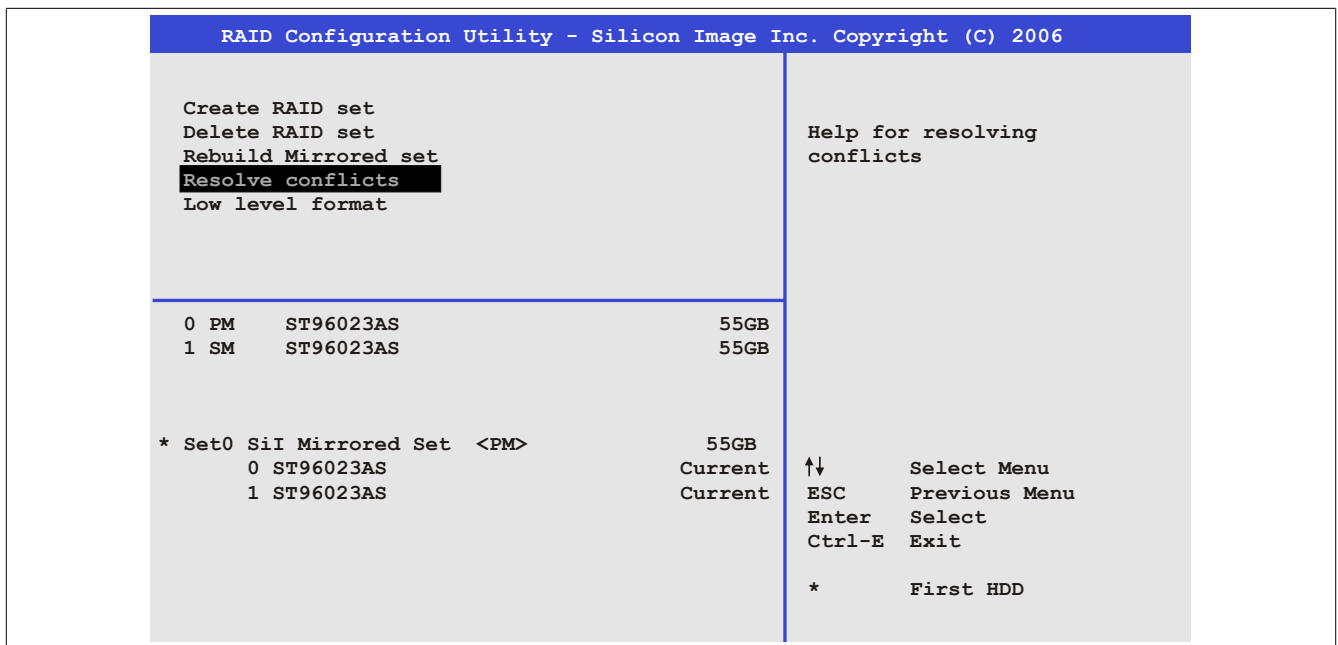 RAID Configuration Utility - Silicon Image Inc. Copyright (C) 2006
Create RAID set
Delete RAID set
Rebuild Mirrored set
Resolve conflicts
Low level format
Help for resolving
conflicts
0 PM ST96023AS 55GB
1 SM ST96023AS 55GB
* Set0 SiI Mirrored Set <PM> 55GB
0 ST96023AS Current
1 ST96023AS Current
↑↓ Select Menu
ESC Previous Menu
Enter Select
Ctrl-E Exit
* First HDD